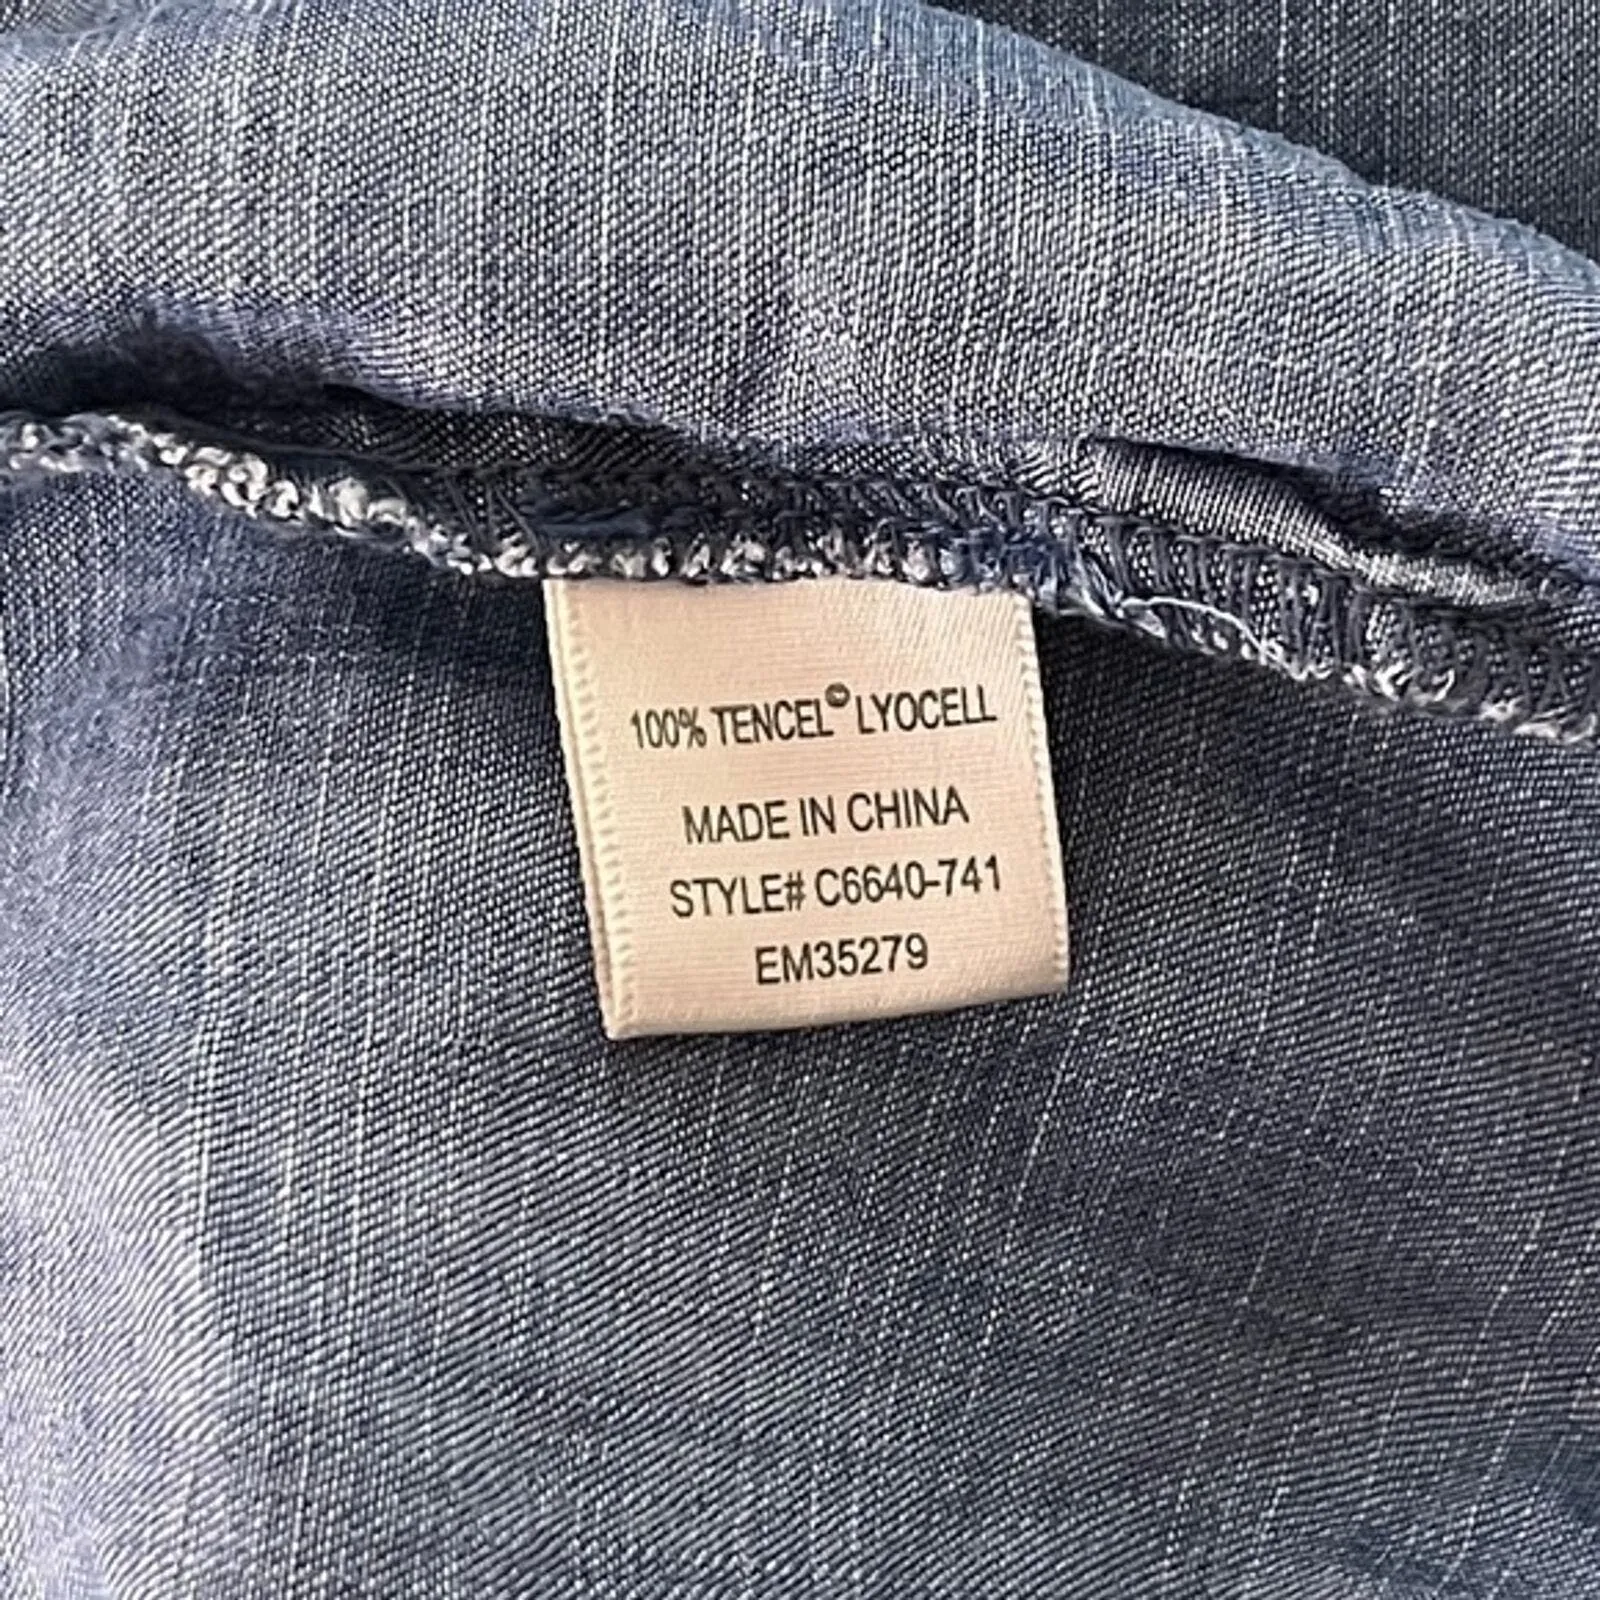 100% TENCEL© LYOCELL
MADE IN CHINA
STYLE# C6640-741
EM35279